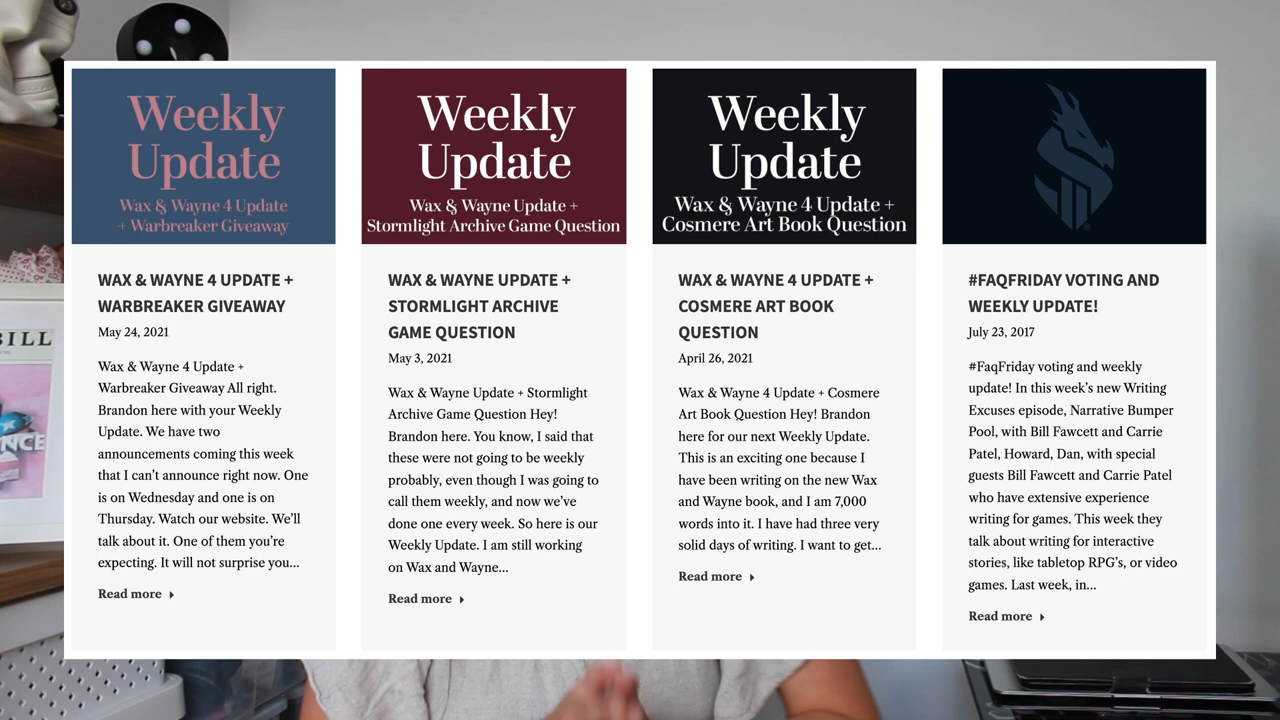 Weekly
Update
Wax & Wayne 4 Update
+ Warbreaker Giveaway
WAX & WAYNE 4 UPDATE +
WARBREAKER GIVEAWAY
May 24, 2021
Wax & Wayne 4 Update +
Warbreaker Giveaway All right.
Brandon here with your Weekly
Update. We have two
announcements coming this week
that I can't announce right now. One
is on Wednesday and one is on
Thursday. Watch our website. We'll
talk about it. One of them you're
expecting. It will not surprise you...
Read more
Weekly
Update
Wax & Wayne Update +
Stormlight Archive Game Question
WAX & WAYNE UPDATE +
STORMLIGHT ARCHIVE
GAME QUESTION
May 3, 2021
Wax & Wayne Update + Stormlight
Archive Game Question Hey!
Brandon here. You know, I said that
these were not going to be weekly
probably, even though I was going to
call them weekly, and now we've
done one every week. So here is our
Weekly Update. I am still working
on Wax and Wayne...
Read more
Weekly
Update
Wax & Wayne 4 Update +
Cosmere Art Book Question
WAX & WAYNE 4 UPDATE +
COSMERE ART BOOK
QUESTION
April 26, 2021
Wax & Wayne 4 Update + Cosmere
Art Book Question Hey! Brandon
here for our next Weekly Update.
This is an exciting one because I
have been writing on the new Wax
and Wayne book, and I am 7,000
words into it. I have had three very
solid days of writing. I want to get...
Read more
#FAQFRIDAY VOTING AND
WEEKLY UPDATE!
July 23, 2017
#FaqFriday voting and weekly
update! In this week's new Writing
Excuses episode, Narrative Bumper
Pool, with Bill Fawcett and Carrie
Patel, Howard, Dan, with special
guests Bill Fawcett and Carrie Patel
who have extensive experience
writing for games. This week they
talk about writing for interactive
stories, like tabletop RPG's, or video
games. Last week, in...
Read more